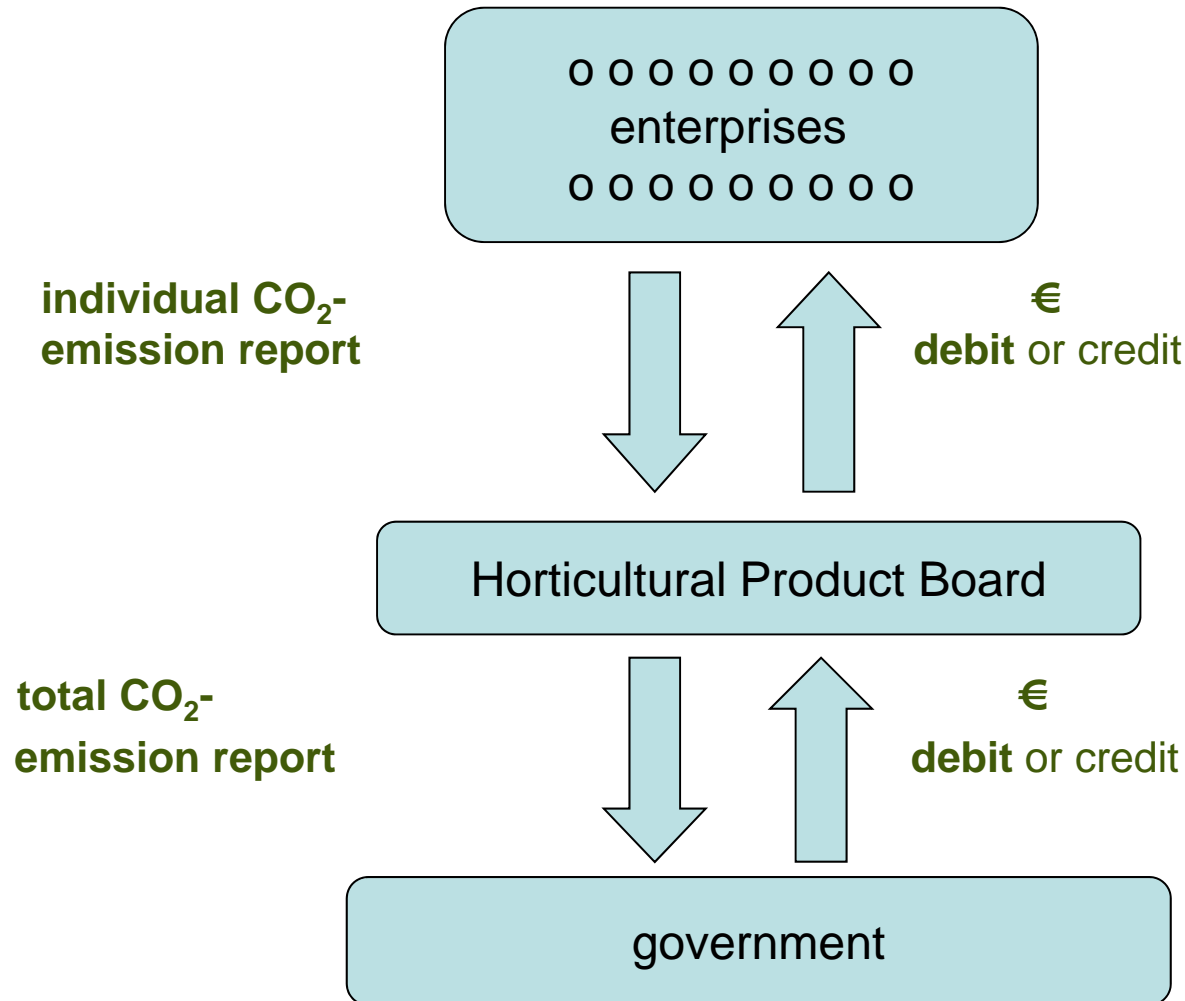 o o o o o o o o o
enterprises
o o o o o o o o o
individual CO₂-
emission report
€
debit or credit
Horticultural Product Board
total CO₂-
emission report
€
debit or credit
government